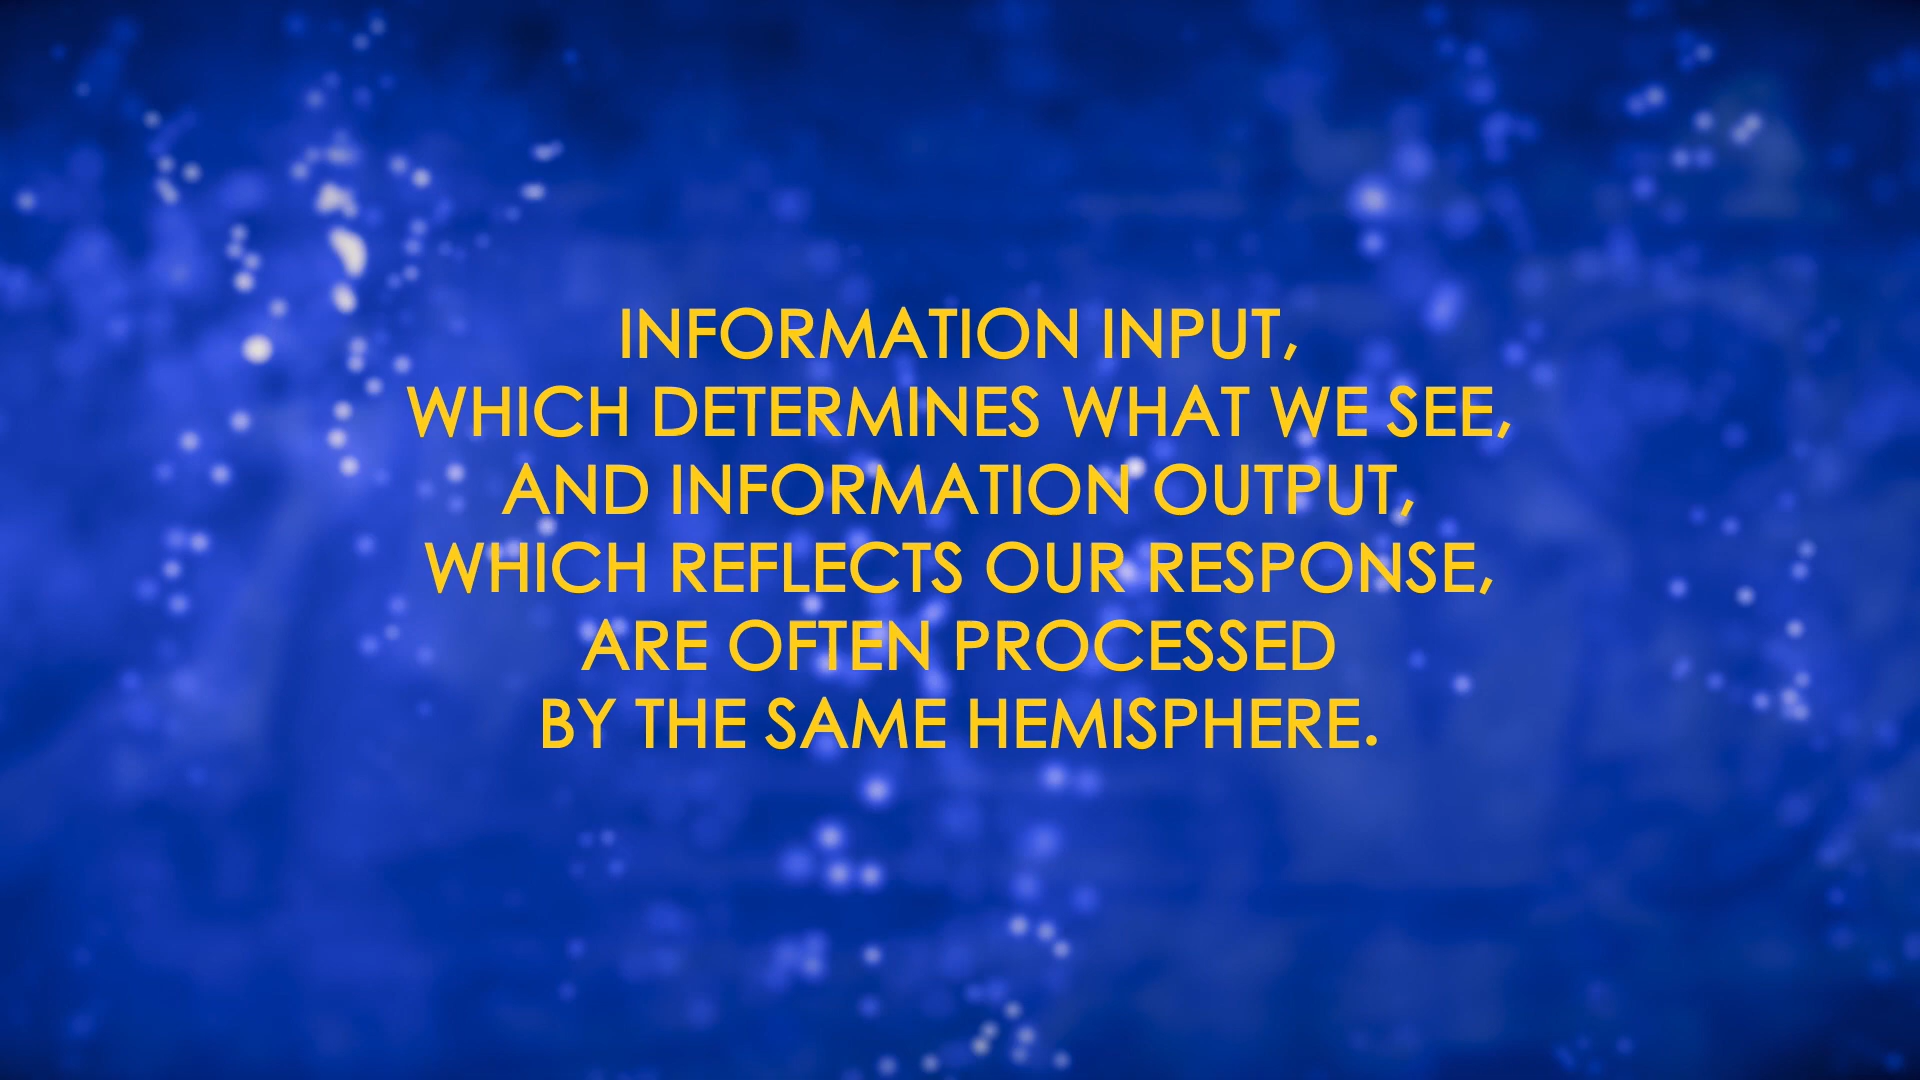 INFORMATION INPUT,
WHICH DETERMINES WHAT WE SEE,
AND INFORMATION OUTPUT,
WHICH REFLECTS OUR RESPONSE,
ARE OFTEN PROCESSED
BY THE SAME HEMISPHERE.